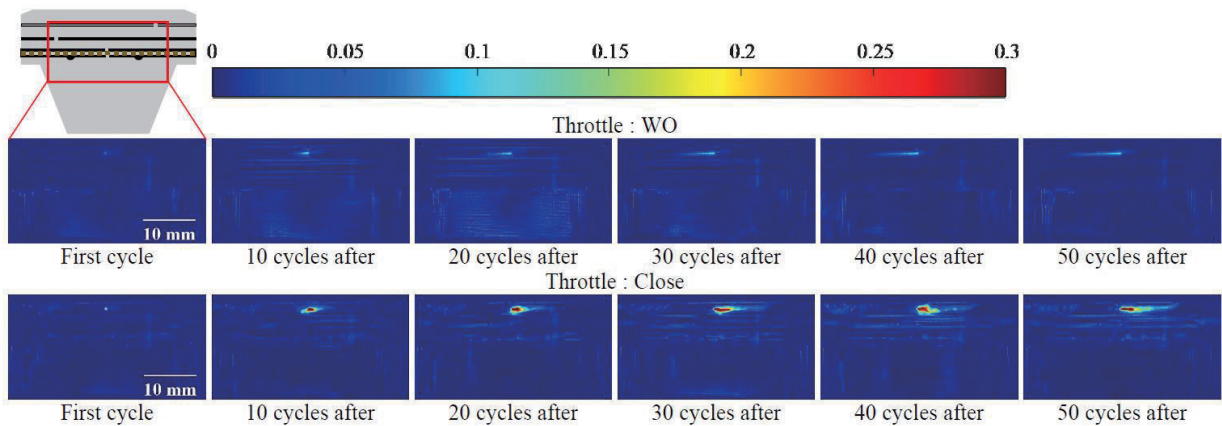 0 0.05 0.1 0.15 0.2 0.25 0.3
Throttle : WO
10 mm
First cycle 10 cycles after 20 cycles after 30 cycles after 40 cycles after 50 cycles after
Throttle : Close
10 mm
First cycle 10 cycles after 20 cycles after 30 cycles after 40 cycles after 50 cycles after